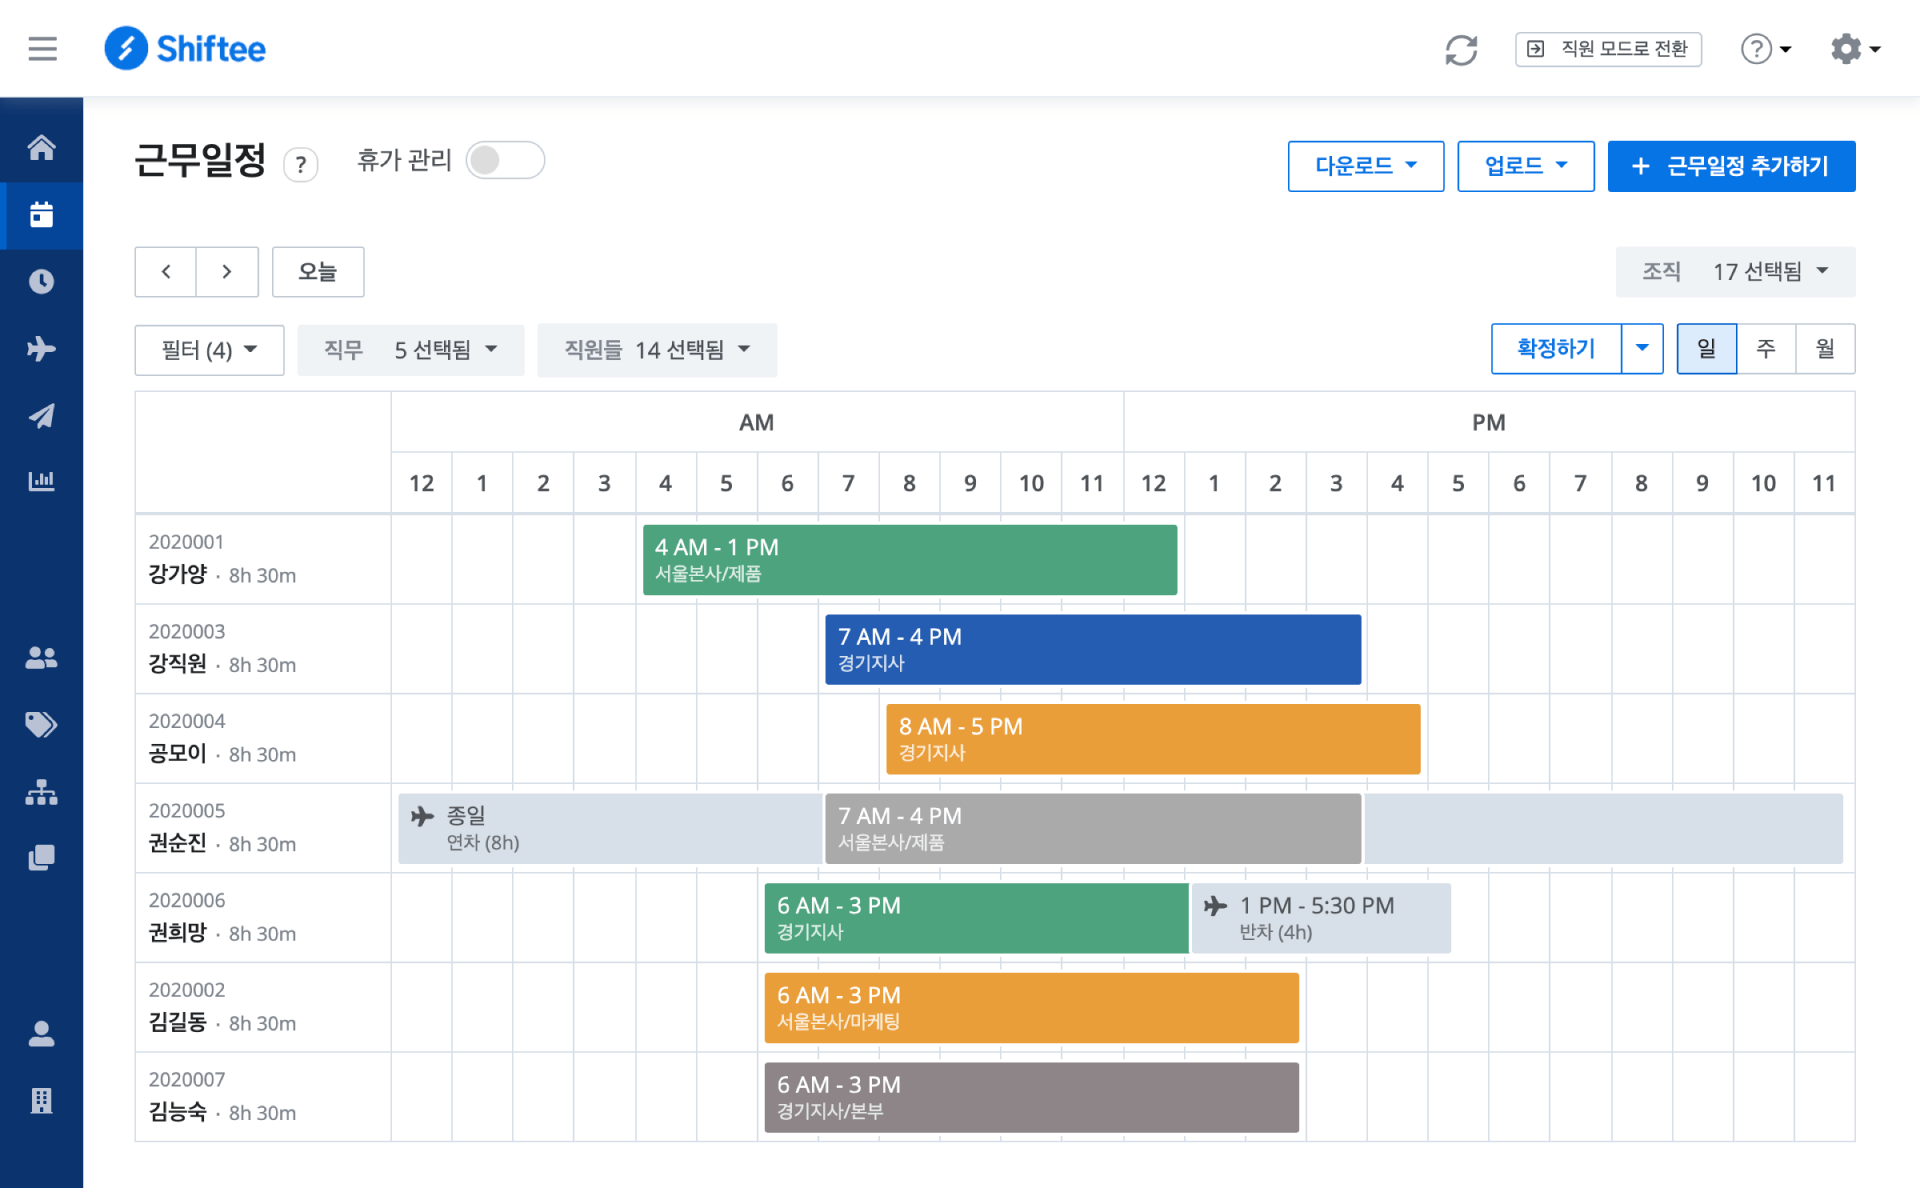 Shiftee
직원 모드로 전환
?
근무일정 ? 휴가 관리
다운로드 업로드 + 근무일정 추가하기
< > 오늘
조직 17 선택됨
필터 (4) 직무 5 선택됨 직원들 14 선택됨
확정하기 일 주 월
AM PM
12 1 2 3 4 5 6 7 8 9 10 11 12 1 2 3 4 5 6 7 8 9 10 11
2020001
강가양 · 8h 30m
4 AM - 1 PM
서울본사/제품
2020003
강직원 · 8h 30m
7 AM - 4 PM
경기지사
2020004
공모이 · 8h 30m
8 AM - 5 PM
경기지사
2020005
권순진 · 8h 30m
종일
연차 (8h)
7 AM - 4 PM
서울본사/제품
2020006
권희망 · 8h 30m
6 AM - 3 PM
경기지사
1 PM - 5:30 PM
반차 (4h)
2020002
김길동 · 8h 30m
6 AM - 3 PM
서울본사/마케팅
2020007
김능숙 · 8h 30m
6 AM - 3 PM
경기지사/본부